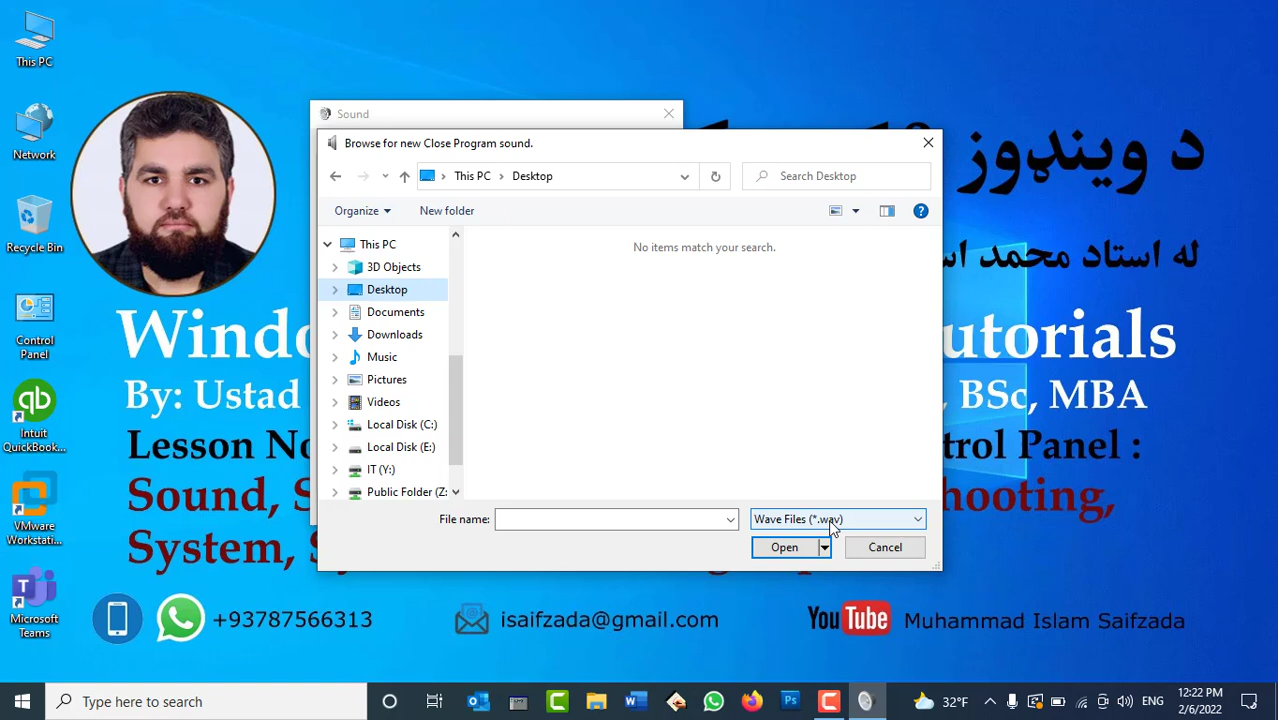 This PC
Network
Recycle Bin
Control
Panel
Intuit
QuickBook...
VMware
Workstati...
Microsoft
Teams
د وینډوز
له استاد محمد اس
Windo
utorials
By: Ustad
, BSc, MBA
Lesson No
trol Panel :
Sound, S
shooting,
System, S
+93787566313
isaifzada@gmail.com
YouTube
Muhammad Islam Saifzada
Sound
Browse for new Close Program sound.
This PC
Desktop
Search Desktop
Organize
New folder
This PC
3D Objects
Desktop
Documents
Downloads
Music
Pictures
Videos
Local Disk (C:)
Local Disk (E:)
IT (Y:)
Public Folder (Z:
No items match your search.
File name:
Wave Files (*.wav)
Open
Cancel
Type here to search
32°F
ENG
12:22 PM
2/6/2022